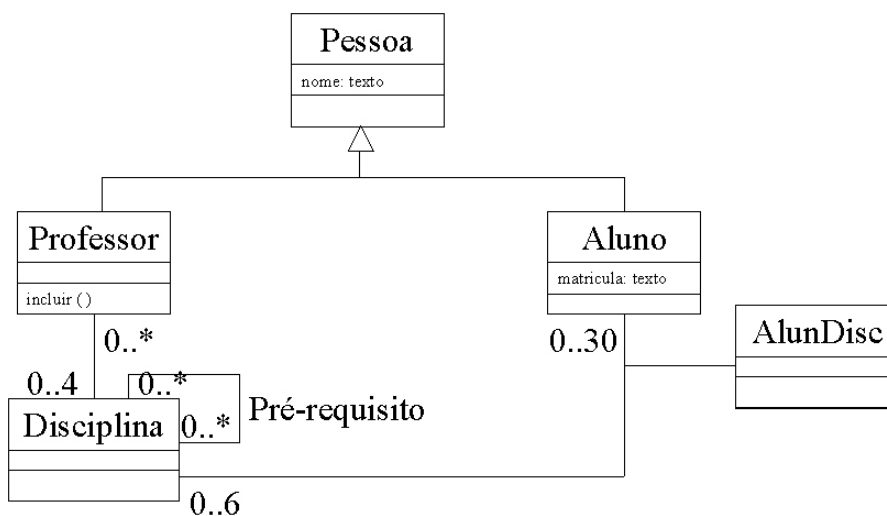 Pessoa
nome: texto
Professor
incluir ( )
Aluno
matricula: texto
AlunDisc
0..*
0..30
0..4
0..*
0..*
Pré-requisito
Disciplina
0..6